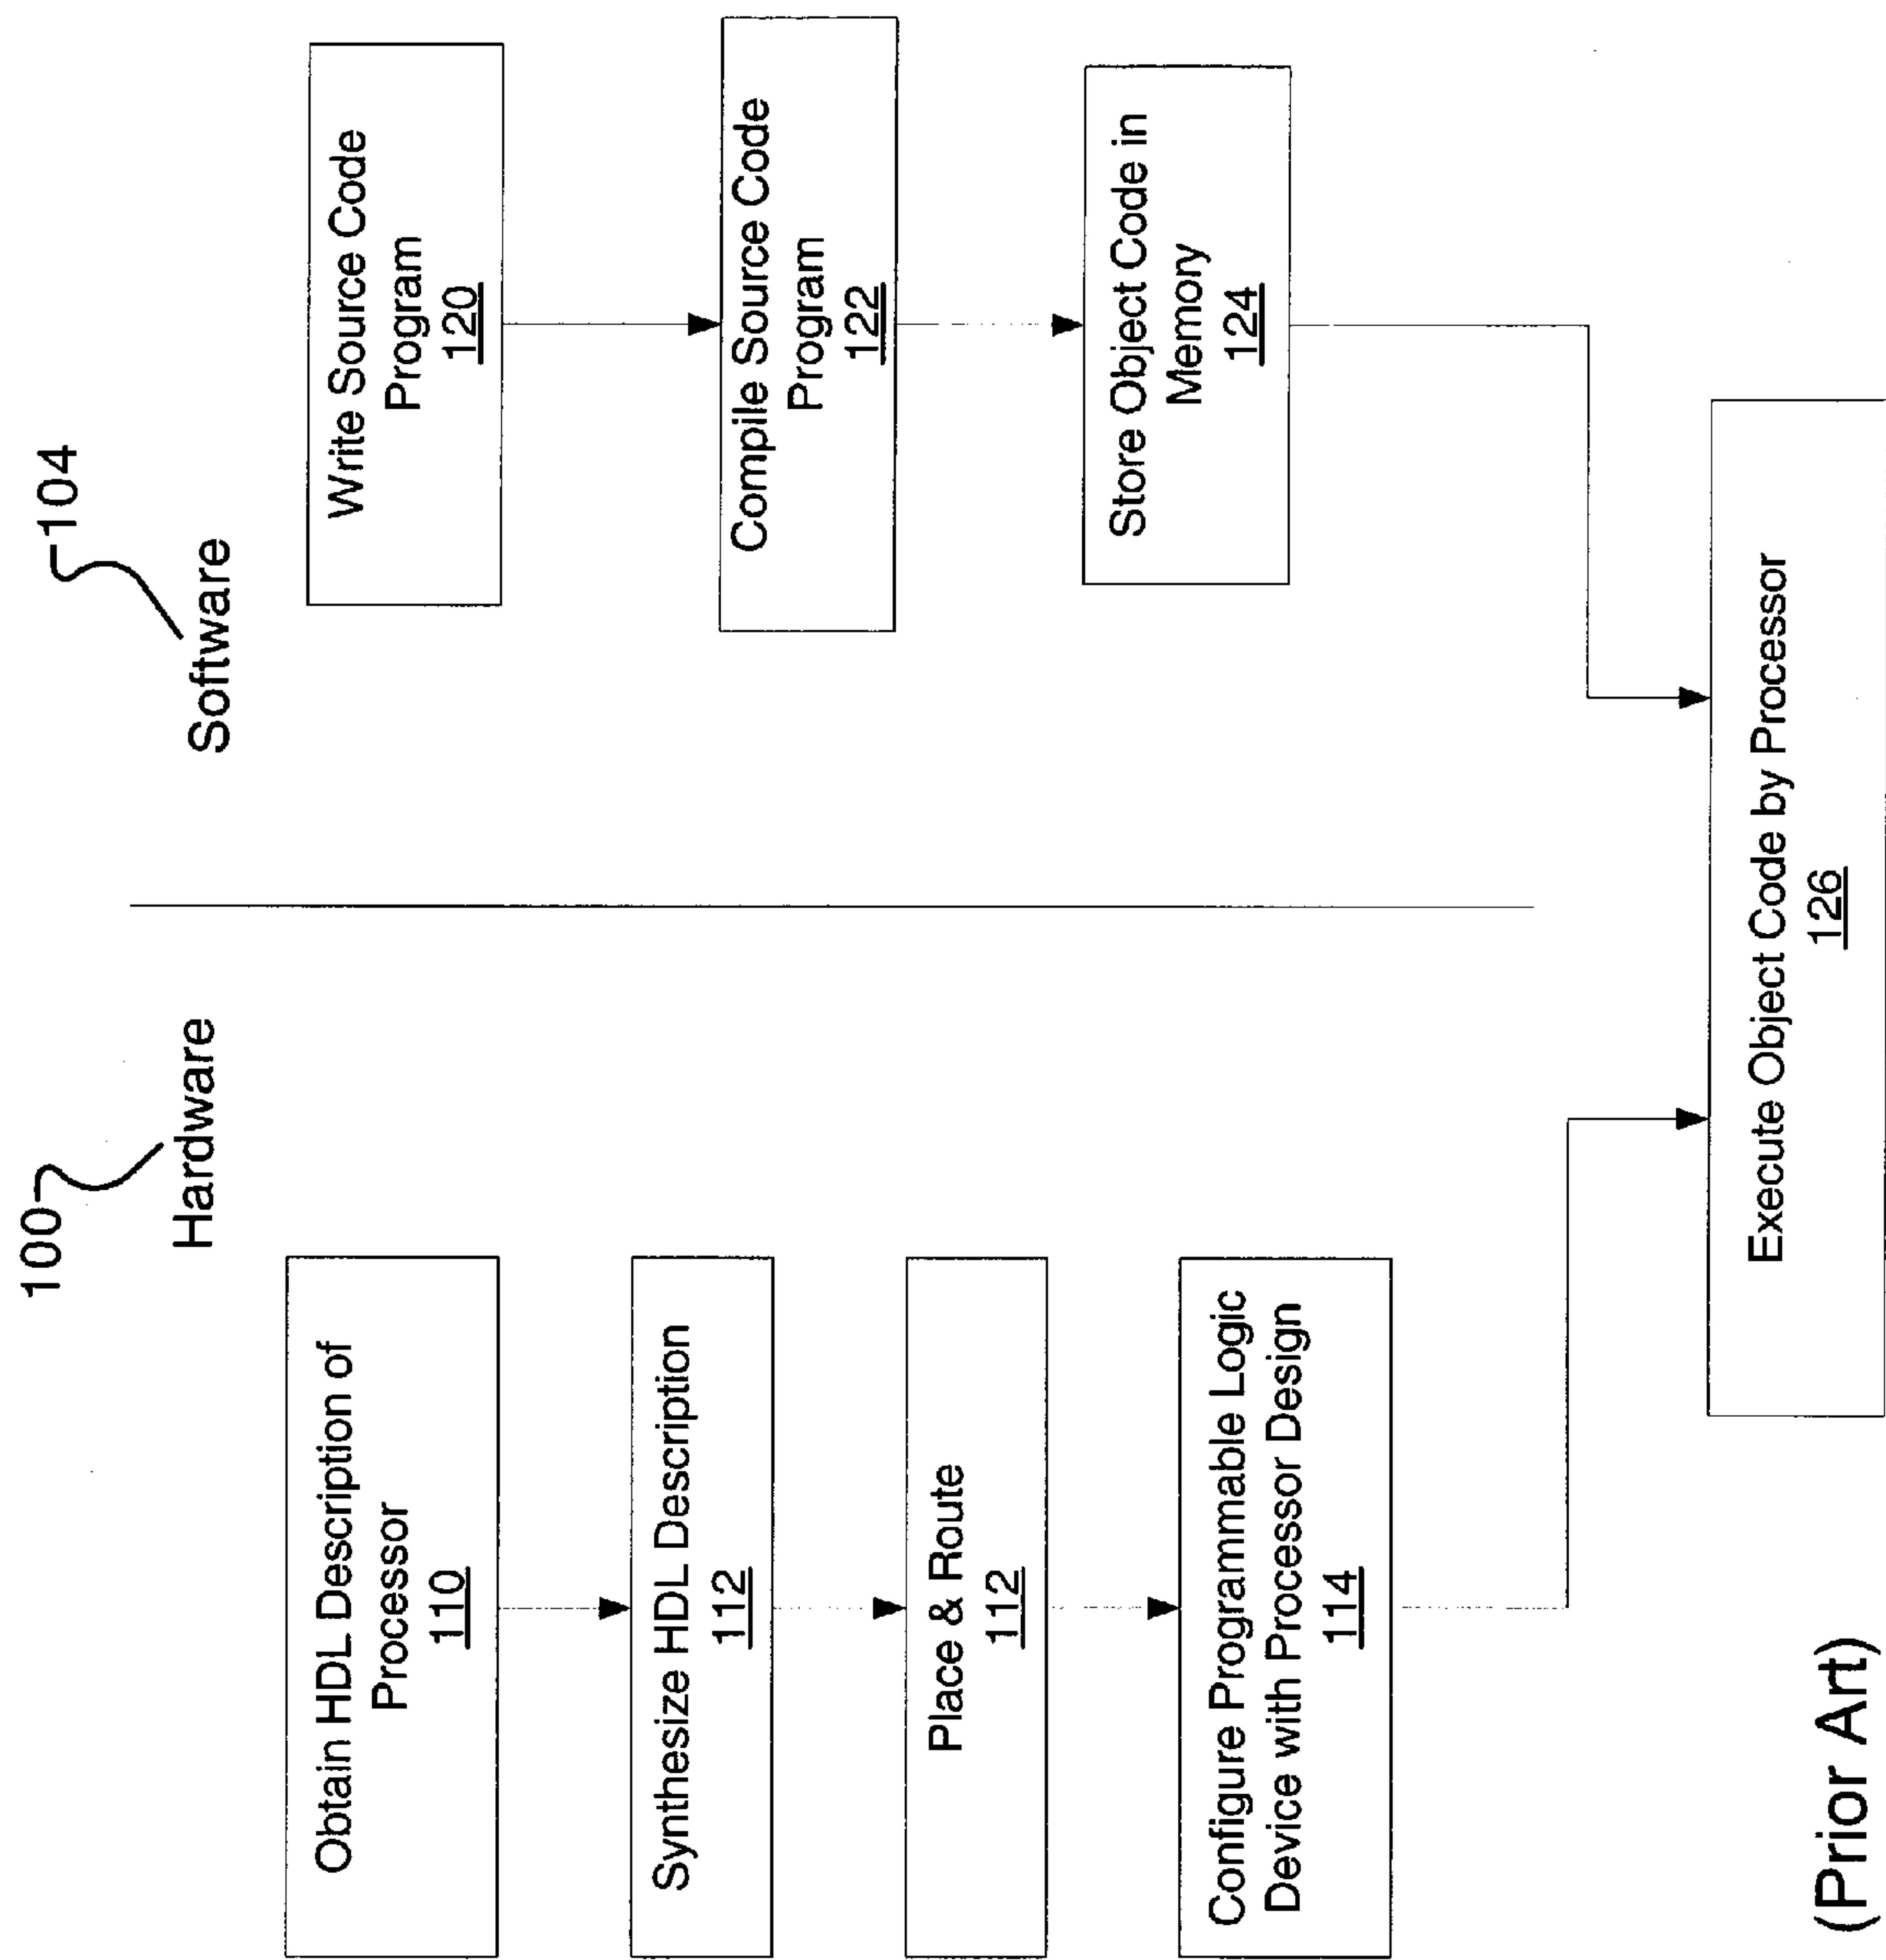 100
Hardware
Obtain HDL Description of
Processor
110
Synthesize HDL Description
112
Place & Route
112
Configure Programmable Logic
Device with Processor Design
114
104
Software
Write Source Code
Program
120
Compile Source Code
Program
122
Store Object Code in
Memory
124
Execute Object Code by Processor
126
(Prior Art)